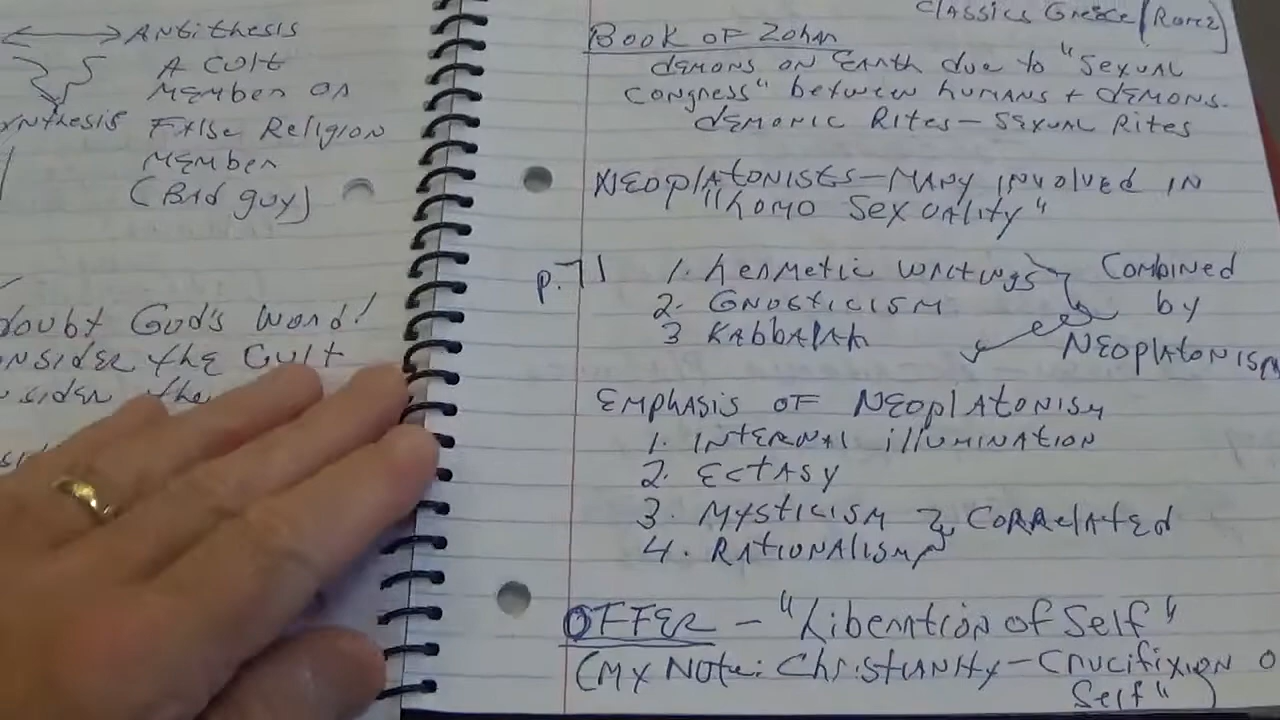 Antithesis
A Cult
Member or
ynthesis False Religion
Member
(Bad guy)
doubt God's Word!
nsider the Cult
sider the
Classics Greece/Rome)
Book of Zohar
demons on Earth due to "Sexual
Congress" between humans + demons.
demonic Rites - Sexual Rites
Neoplatonists - Many involved in
"homo sexuality"
p. 71 1. hermetic writings Combined
2. Gnosticism by
3 Kabbalah Neoplatonism
Emphasis of Neoplatonism
1. Internal illumination
2. Ectasy
3. Mysticism } Correlated
4. Rationalism
OFFER - "Liberation of Self"
(My Note: Christianity - Crucifixion o
Self")